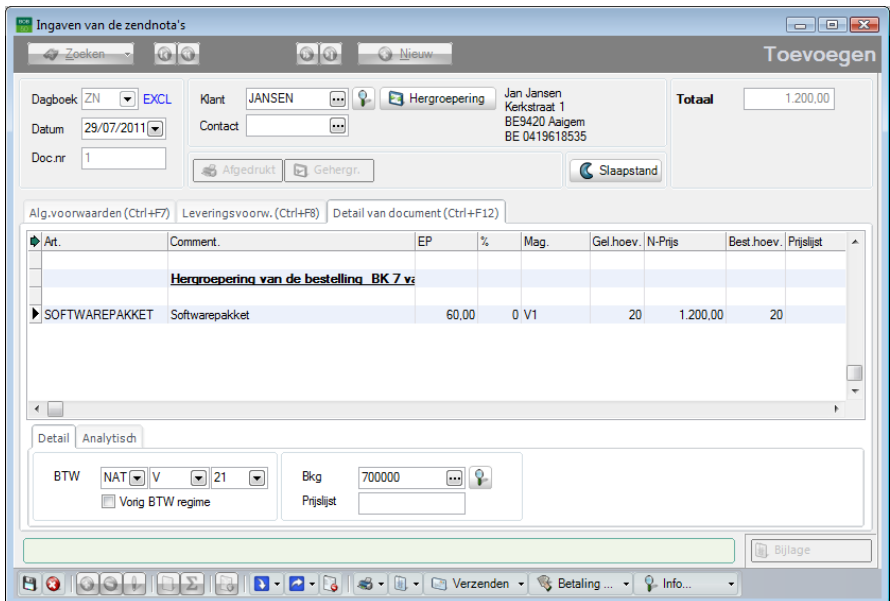 Ingaven van de zendnota's
Zoeken Nieuw Toevoegen
Dagboek ZN EXCL Klant JANSEN Hergroepering Jan Jansen Totaal 1.200,00
Kerkstraat 1
Datum 29/07/2011 Contact BE9420 Aaigem
BE 0419618535
Doc.nr 1
Afgedrukt Gehergr. Slaapstand
Alg.voorwaarden (Ctrl+F7) Leveringsvoorw. (Ctrl+F8) Detail van document (Ctrl+F12)
Art. Comment. EP % Mag. Gel.hoev. N-Prijs Best.hoev. Prijslijst
Hergroepering van de bestelling BK 7 va
SOFTWAREPAKKET Softwarepakket 60,00 0 V1 20 1.200,00 20
Detail Analytisch
BTW NAT V 21 Bkg 700000
Vorig BTW regime Prijslijst
Bijlage
Verzenden Betaling ... Info...